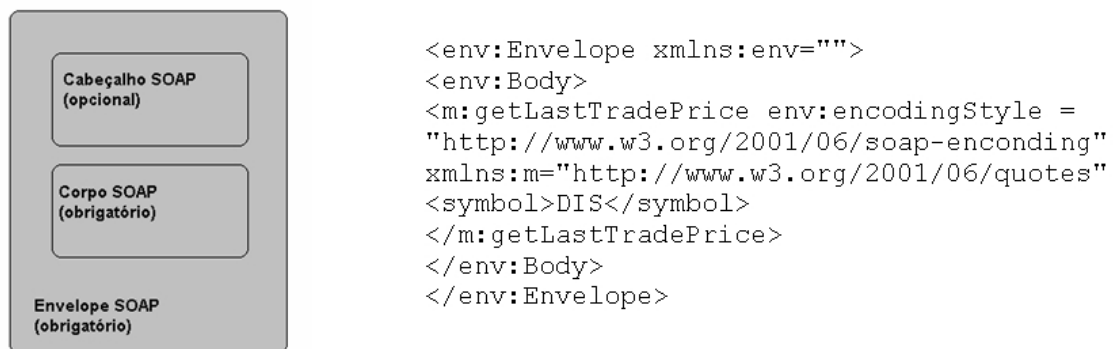 Cabeçalho SOAP
(opcional)
Corpo SOAP
(obrigatório)
Envelope SOAP
(obrigatório)
<env:Envelope xmlns:env="">
<env:Body>
<m:getLastTradePrice env:encodingStyle =
"http://www.w3.org/2001/06/soap-enconding"
xmlns:m="http://www.w3.org/2001/06/quotes"
<symbol>DIS</symbol>
</m:getLastTradePrice>
</env:Body>
</env:Envelope>